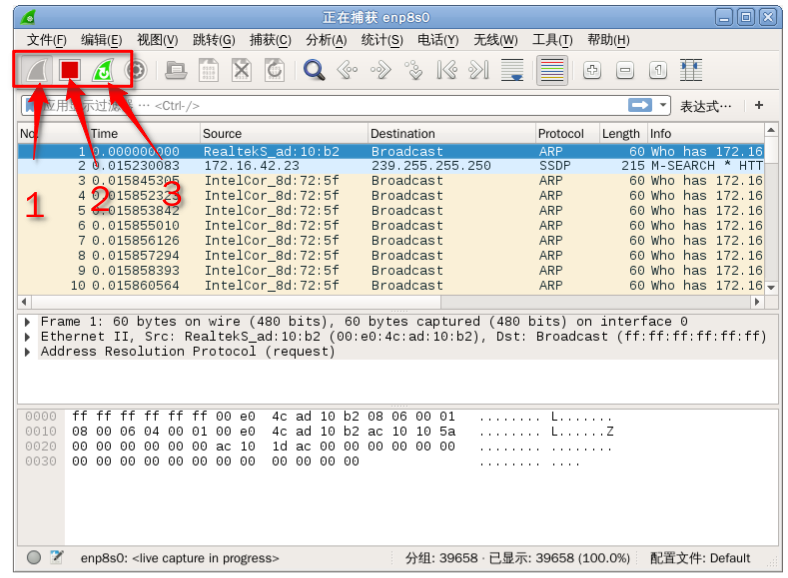 正在捕获 enp8s0
文件(F) 编辑(E) 视图(V) 跳转(G) 捕获(C) 分析(A) 统计(S) 电话(Y) 无线(W) 工具(T) 帮助(H)
应用显示过滤器 … <Ctrl-/> 表达式… +
No. Time Source Destination Protocol Length Info
1 0.000000000 RealtekS_ad:10:b2 Broadcast ARP 60 Who has 172.16
2 0.015230083 172.16.42.23 239.255.255.250 SSDP 215 M-SEARCH * HTT
3 0.015845305 IntelCor_8d:72:5f Broadcast ARP 60 Who has 172.16
4 IntelCor_8d:72:5f Broadcast ARP 60 Who has 172.16
5 0.015853842 IntelCor_8d:72:5f Broadcast ARP 60 Who has 172.16
6 0.015855010 IntelCor_8d:72:5f Broadcast ARP 60 Who has 172.16
7 0.015856126 IntelCor_8d:72:5f Broadcast ARP 60 Who has 172.16
8 0.015857294 IntelCor_8d:72:5f Broadcast ARP 60 Who has 172.16
9 0.015858393 IntelCor_8d:72:5f Broadcast ARP 60 Who has 172.16
10 0.015860564 IntelCor_8d:72:5f Broadcast ARP 60 Who has 172.16
1 2 3
Frame 1: 60 bytes on wire (480 bits), 60 bytes captured (480 bits) on interface 0
Ethernet II, Src: RealtekS_ad:10:b2 (00:e0:4c:ad:10:b2), Dst: Broadcast (ff:ff:ff:ff:ff:ff)
Address Resolution Protocol (request)
0000 ff ff ff ff ff ff 00 e0 4c ad 10 b2 08 06 00 01 ........ L.......
0010 08 00 06 04 00 01 00 e0 4c ad 10 b2 ac 10 10 5a ........ L......Z
0020 00 00 00 00 00 00 ac 10 1d ac 00 00 00 00 00 00 ........ ........
0030 00 00 00 00 00 00 00 00 00 00 00 00 ........ ....
enp8s0: <live capture in progress> 分组: 39658 · 已显示: 39658 (100.0%) 配置文件: Default